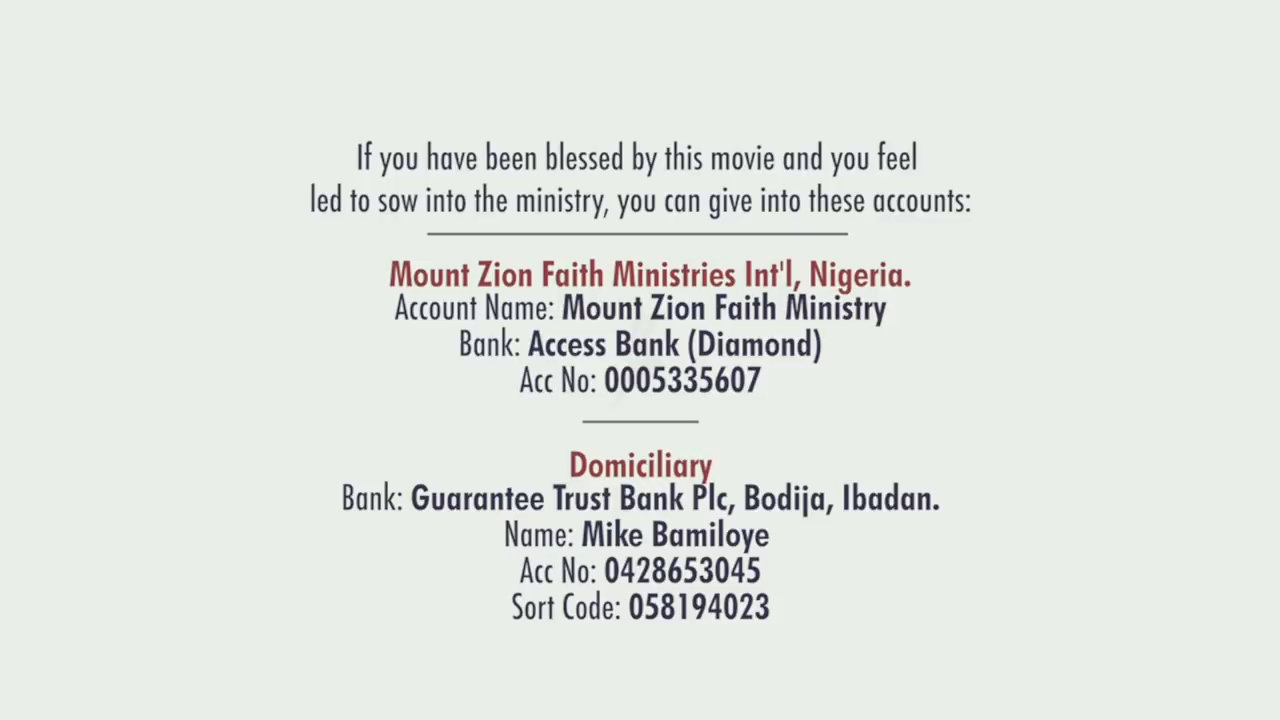 If you have been blessed by this movie and you feel
led to sow into the ministry, you can give into these accounts:
Mount Zion Faith Ministries Int'l, Nigeria.
Account Name: Mount Zion Faith Ministry
Bank: Access Bank (Diamond)
Acc No: 0005335607
Domiciliary
Bank: Guarantee Trust Bank Plc, Bodija, Ibadan.
Name: Mike Bamiloye
Acc No: 0428653045
Sort Code: 058194023